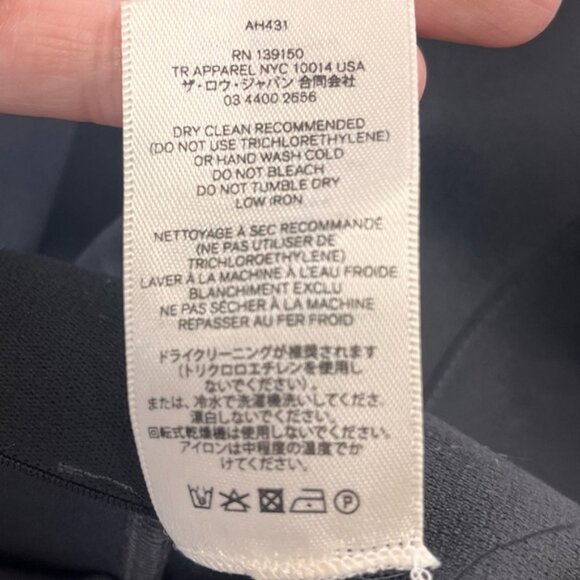 AH431
RN 139150
TR APPAREL NYC 10014 USA
ザ・ロウ・ジャパン 合同会社
03 4400 2656
DRY CLEAN RECOMMENDED
(DO NOT USE TRICHLORETHYLENE)
OR HAND WASH COLD
DO NOT BLEACH
DO NOT TUMBLE DRY
LOW IRON
NETTOYAGE À SEC RECOMMANDÉ
(NE PAS UTILISER DE
TRICHLOROETHYLENE)
LAVER À LA MACHINE À L'EAU FROIDE
BLANCHIMENT EXCLU
NE PAS SÉCHER À LA MACHINE
REPASSER AU FER FROID
ドライクリーニングが推奨されます
(トリクロロエチレンを使用し
ないでください)。
または、冷水で洗濯機洗いしてくださ
漂白しないでください。
回転式乾燥機は使用しないでください。
アイロンは中程度の温度でか
けてください。
P